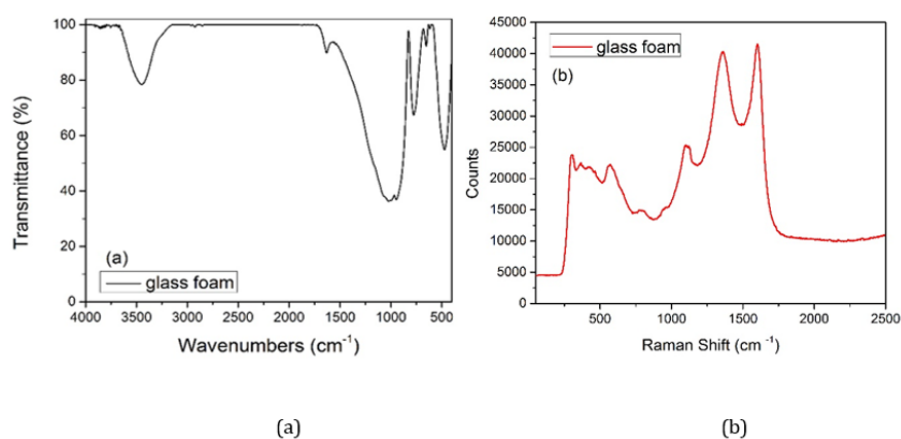 100
80
60
40
20
0
Transmittance (%)
(a)
glass foam
4000 3500 3000 2500 2000 1500 1000 500
Wavenumbers (cm⁻¹)
(a)
45000
40000
35000
30000
25000
20000
15000
10000
5000
0
Counts
glass foam
(b)
500 1000 1500 2000 2500
Raman Shift (cm ⁻¹)
(b)